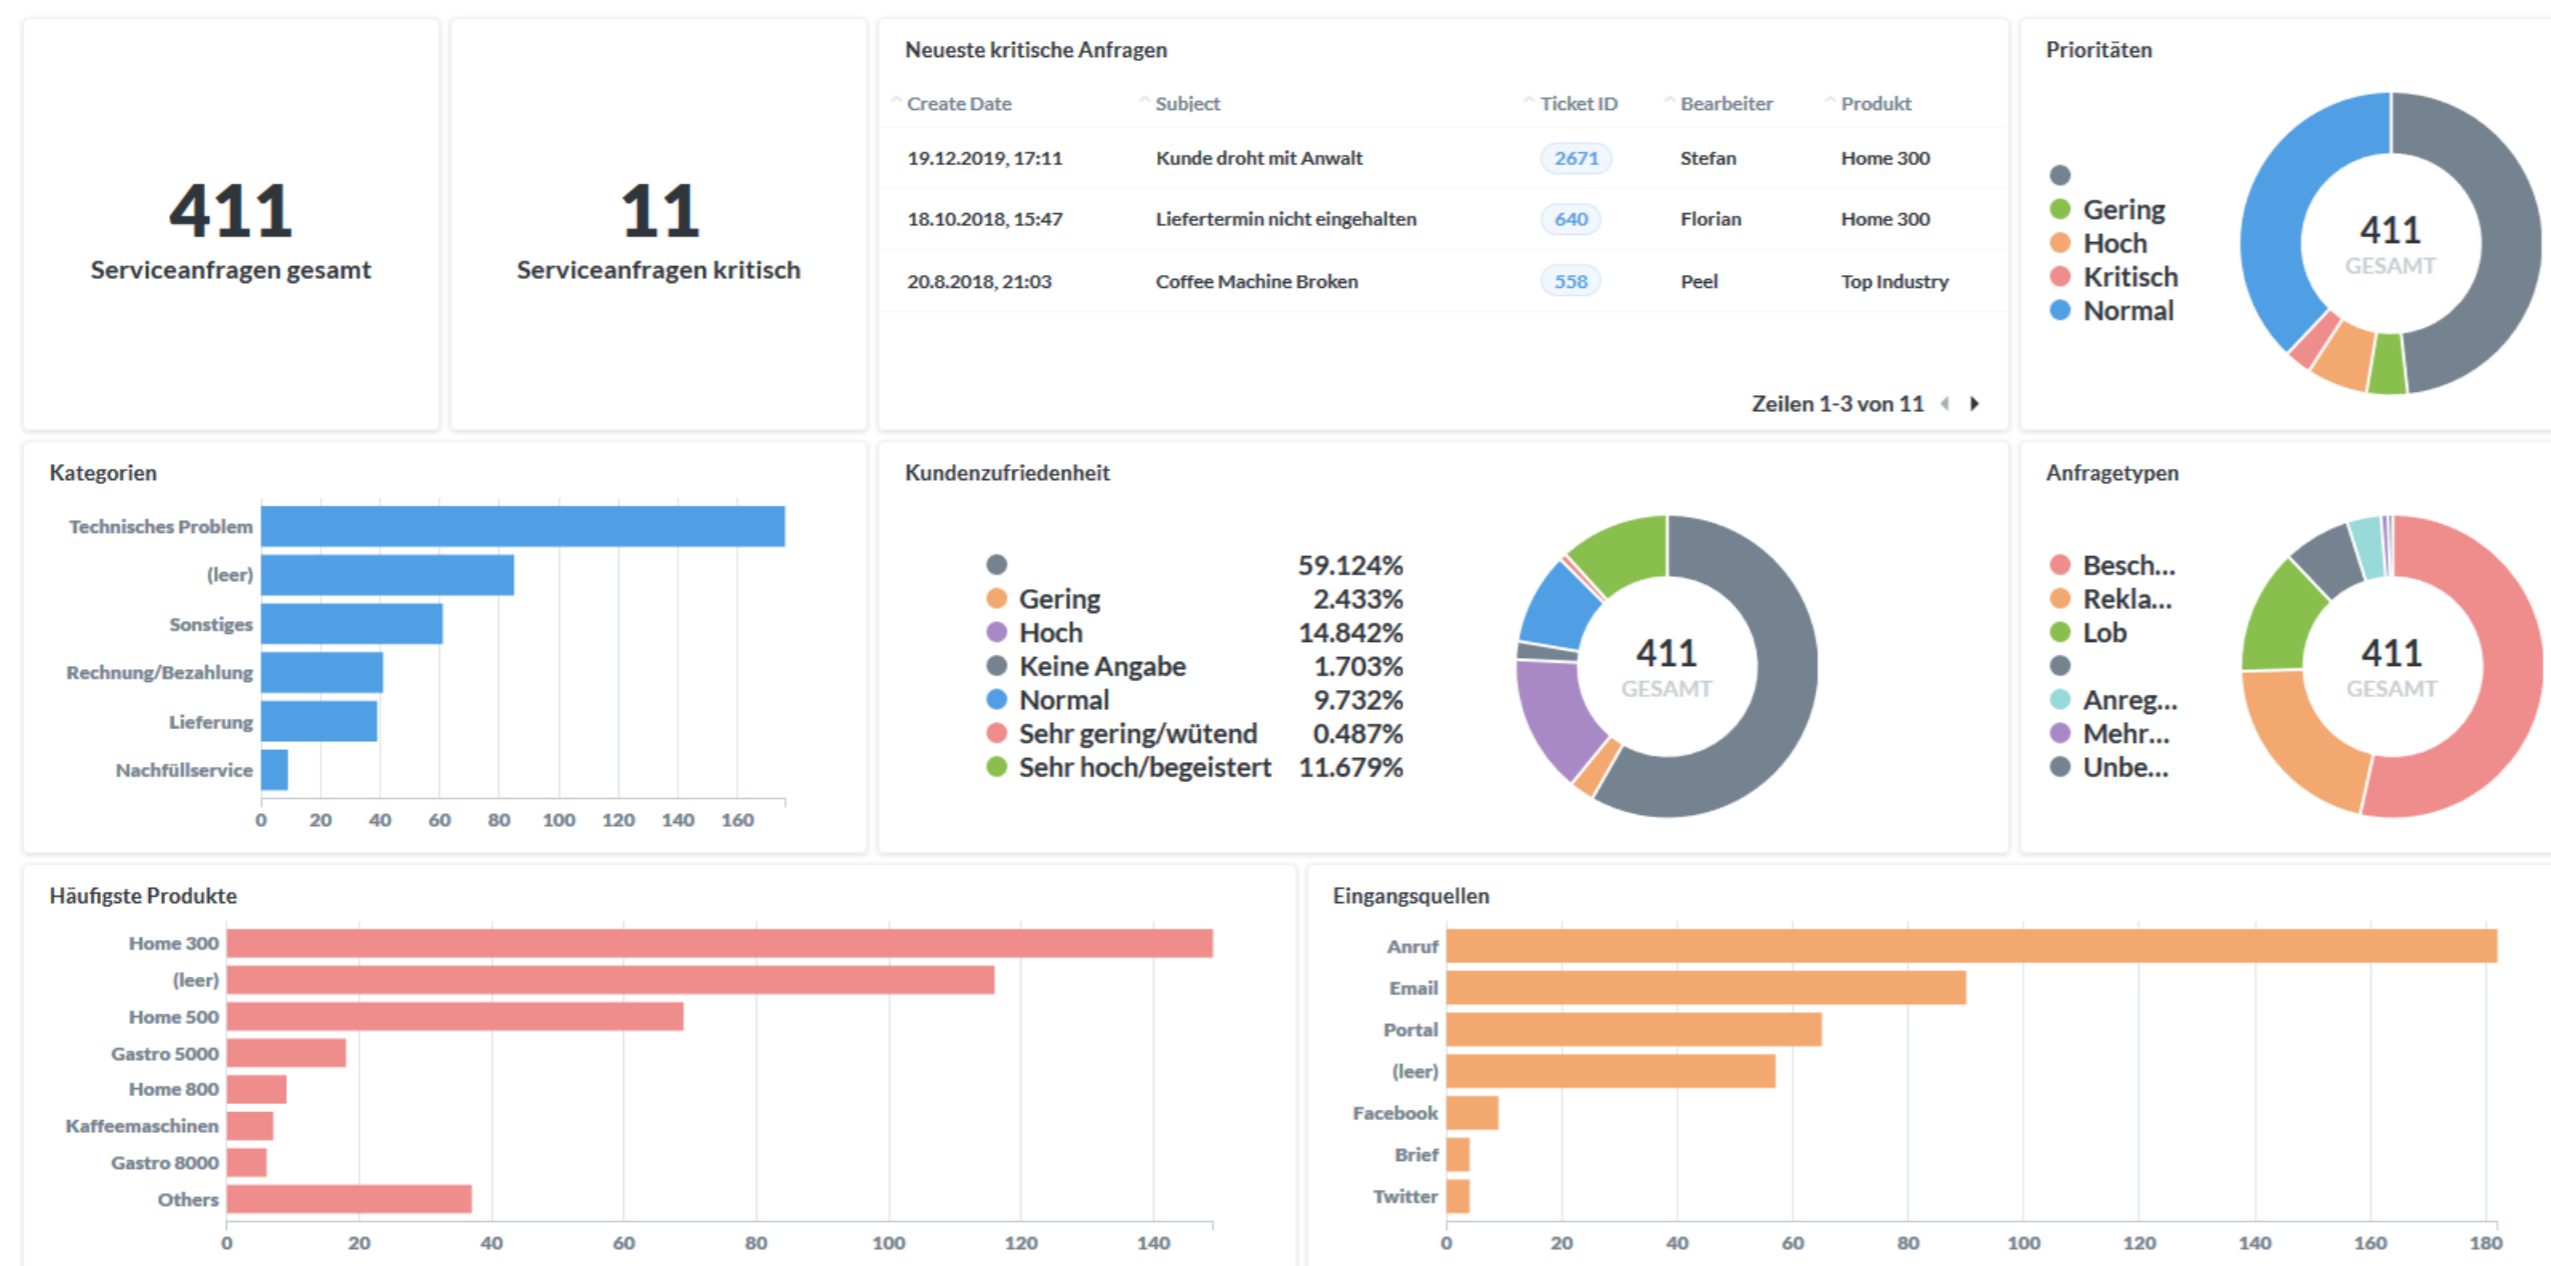 411
Serviceanfragen gesamt
11
Serviceanfragen kritisch
Neueste kritische Anfragen
Create Date Subject Ticket ID Bearbeiter Produkt
19.12.2019, 17:11 Kunde droht mit Anwalt 2671 Stefan Home 300
18.10.2018, 15:47 Liefertermin nicht eingehalten 640 Florian Home 300
20.8.2018, 21:03 Coffee Machine Broken 558 Peel Top Industry
Zeilen 1-3 von 11
Prioritäten
Gering
Hoch
Kritisch
Normal
411
GESAMT
Kategorien
Technisches Problem
(leer)
Sonstiges
Rechnung/Bezahlung
Lieferung
Nachfüllservice
0 20 40 60 80 100 120 140 160
Kundenzufriedenheit
59.124%
Gering 2.433%
Hoch 14.842%
Keine Angabe 1.703%
Normal 9.732%
Sehr gering/wütend 0.487%
Sehr hoch/begeistert 11.679%
411
GESAMT
Anfragetypen
Besch...
Rekla...
Lob
Anreg...
Mehr...
Unbe...
411
GESAMT
Häufigste Produkte
Home 300
(leer)
Home 500
Gastro 5000
Home 800
Kaffeemaschinen
Gastro 8000
Others
0 20 40 60 80 100 120 140
Eingangsquellen
Anruf
Email
Portal
(leer)
Facebook
Brief
Twitter
0 20 40 60 80 100 120 140 160 180